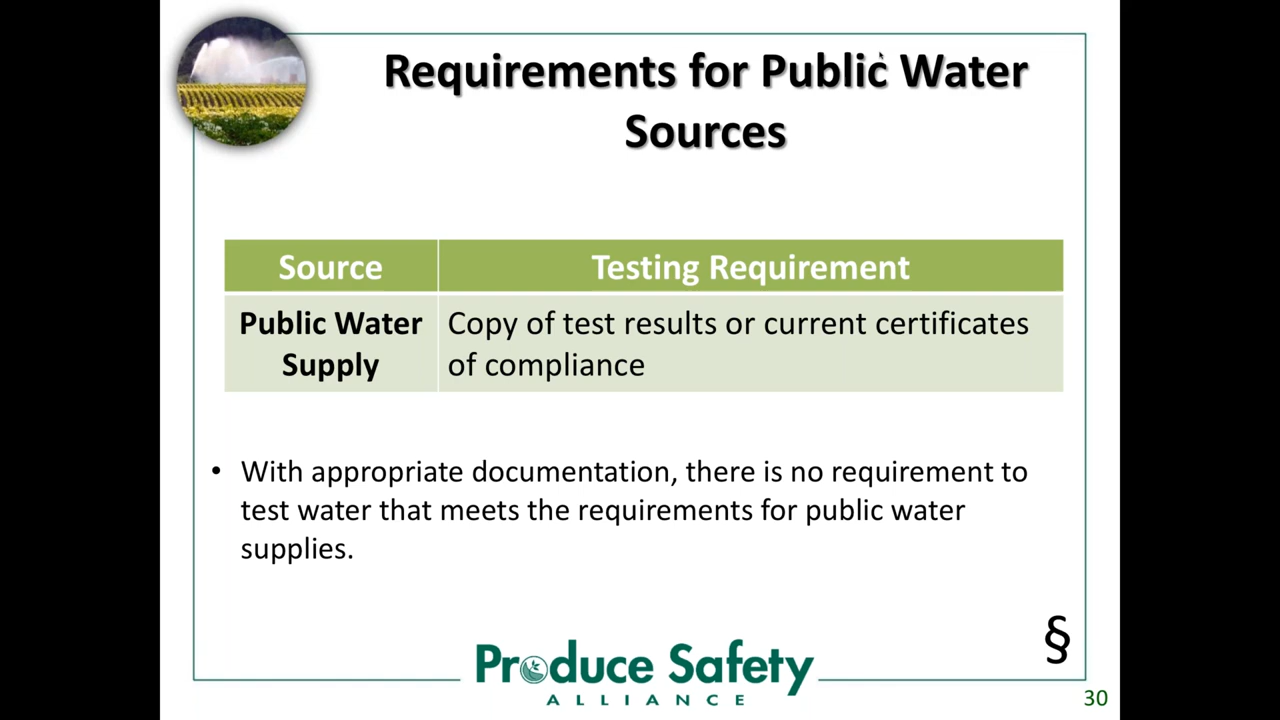 Requirements for Public Water
Sources
Source
Testing Requirement
Public Water
Supply
Copy of test results or current certificates
of compliance
• With appropriate documentation, there is no requirement to
test water that meets the requirements for public water
supplies.
§
Produce Safety
ALLIANCE
30